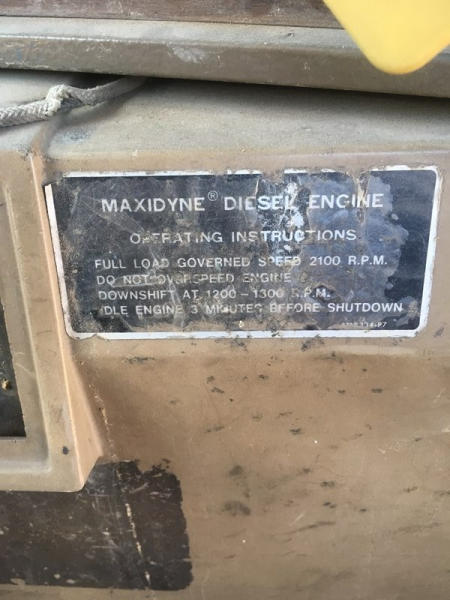 MAXIDYNE® DIESEL ENGINE
OPERATING INSTRUCTIONS
FULL LOAD GOVERNED SPEED 2100 R.P.M.
DO NOT OVERSPEED ENGINE
DOWNSHIFT AT 1200-1300 R.P.M.
IDLE ENGINE 3 MINUTES BEFORE SHUTDOWN